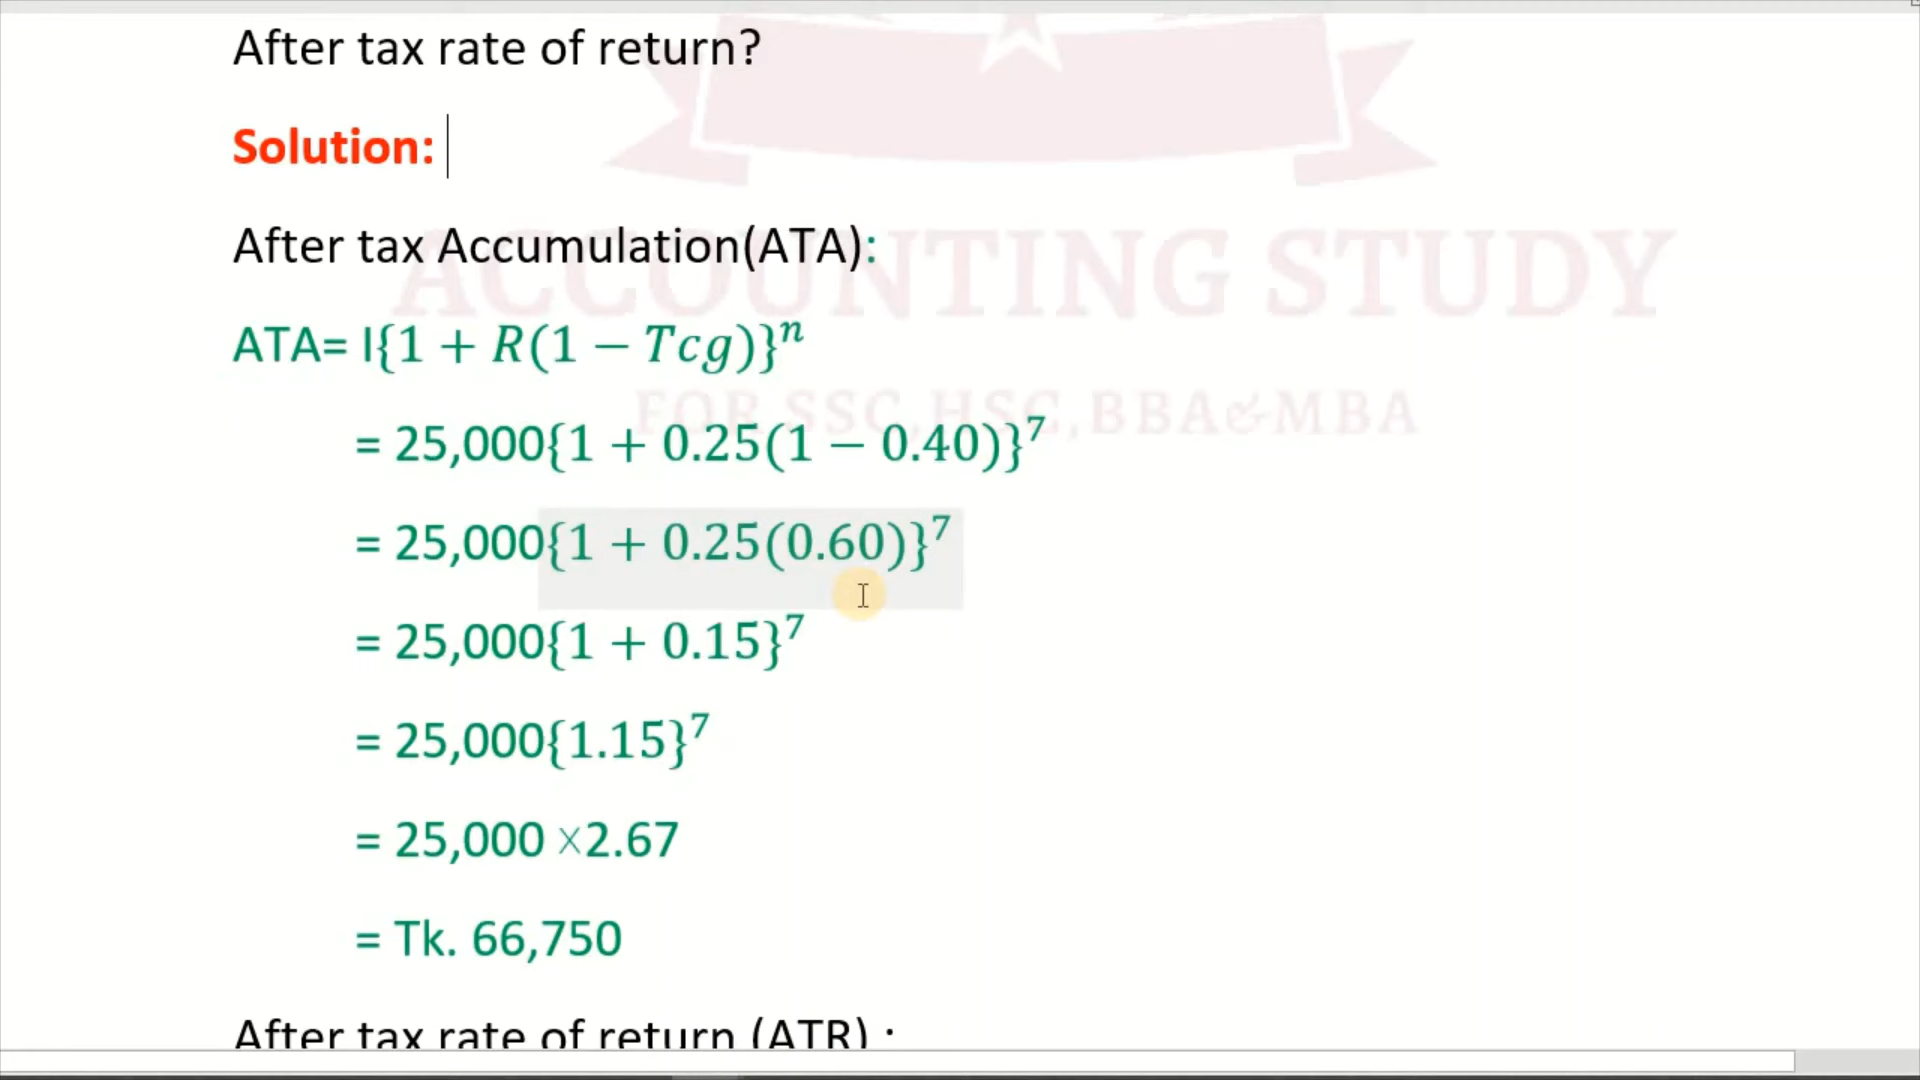 After tax rate of return?
Solution:
After tax Accumulation(ATA):
ACCOUNTING STUDY
ATA= I{1 + R(1 − Tcg)}ⁿ
FOR SSC,HSC,BBA&MBA
= 25,000{1 + 0.25(1 − 0.40)}⁷
= 25,000{1 + 0.25(0.60)}⁷
= 25,000{1 + 0.15}⁷
= 25,000{1.15}⁷
= 25,000 ×2.67
= Tk. 66,750
After tax rate of return (ATR) :